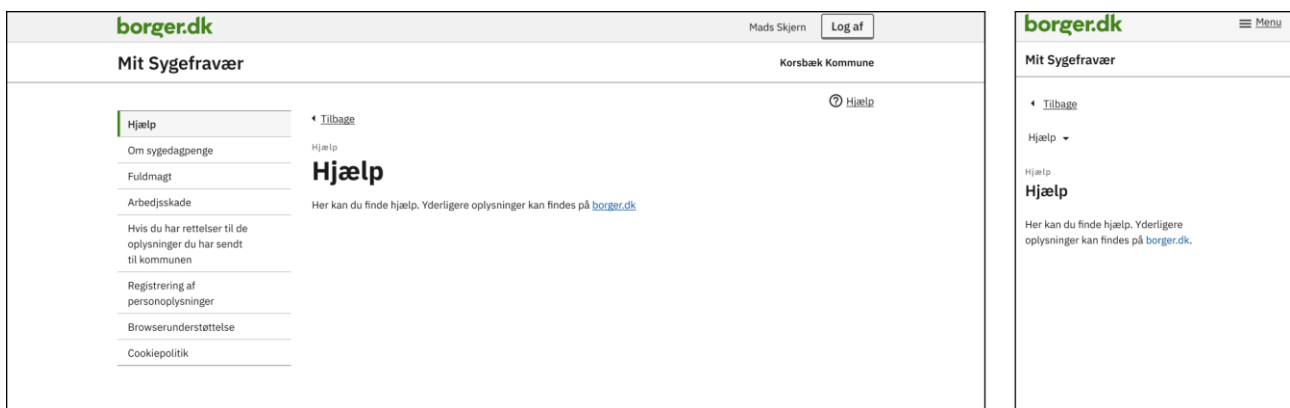 borger.dk
Mads Skjern
Log af
Mit Sygefravær
Korsbæk Kommune
Hjælp
Hjælp
Om sygedagpenge
Fuldmagt
Arbedjsskade
Hvis du har rettelser til de
oplysninger du har sendt
til kommunen
Registrering af
personoplysninger
Browserunderstøttelse
Cookiepolitik
Tilbage
Hjælp
Hjælp
Her kan du finde hjælp. Yderligere oplysninger kan findes på borger.dk
borger.dk
Menu
Mit Sygefravær
Tilbage
Hjælp
Hjælp
Hjælp
Her kan du finde hjælp. Yderligere
oplysninger kan findes på borger.dk.